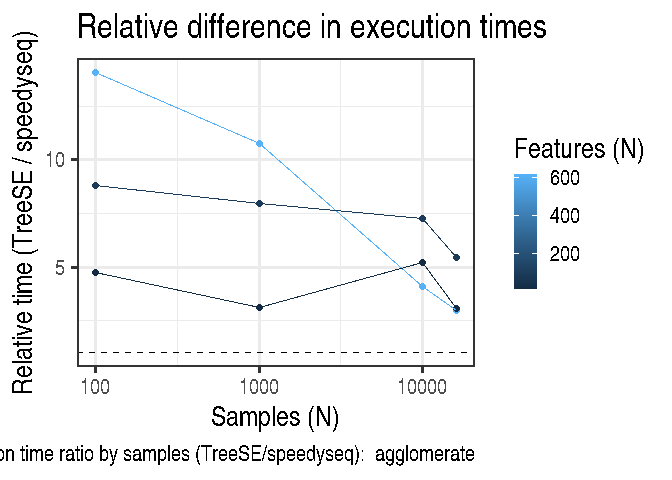 Relative difference in execution times
Relative time (TreeSE / speedyseq)
10
5
100
1000
10000
Samples (N)
Features (N)
600
400
200
on time ratio by samples (TreeSE/speedyseq): agglomerate